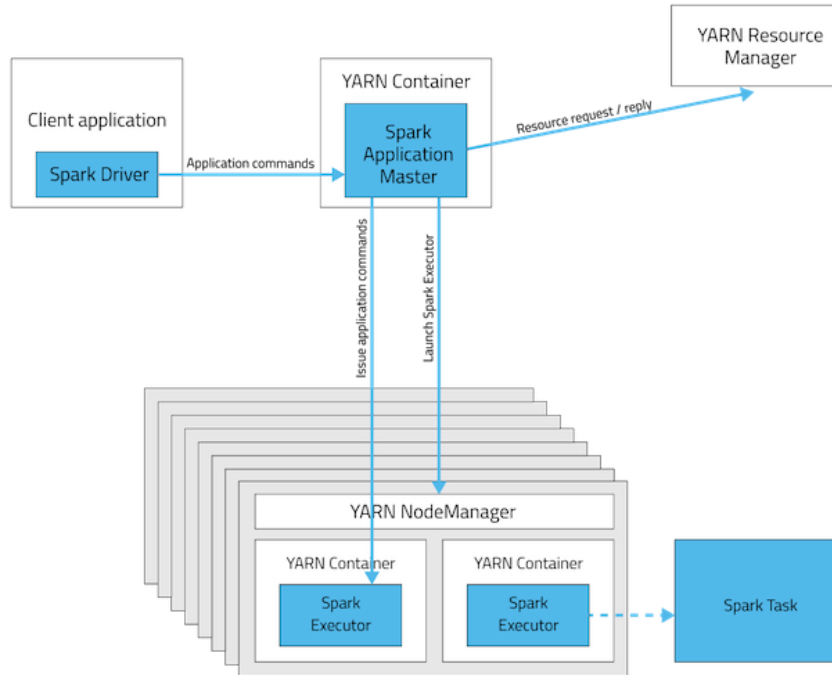 YARN Resource
Manager
YARN Container
Client application
Spark
Application
Master
Resource request / reply
Spark Driver
Application commands
Issue application commands
Launch Spark Executor
YARN NodeManager
YARN Container
YARN Container
Spark
Executor
Spark
Executor
Spark Task